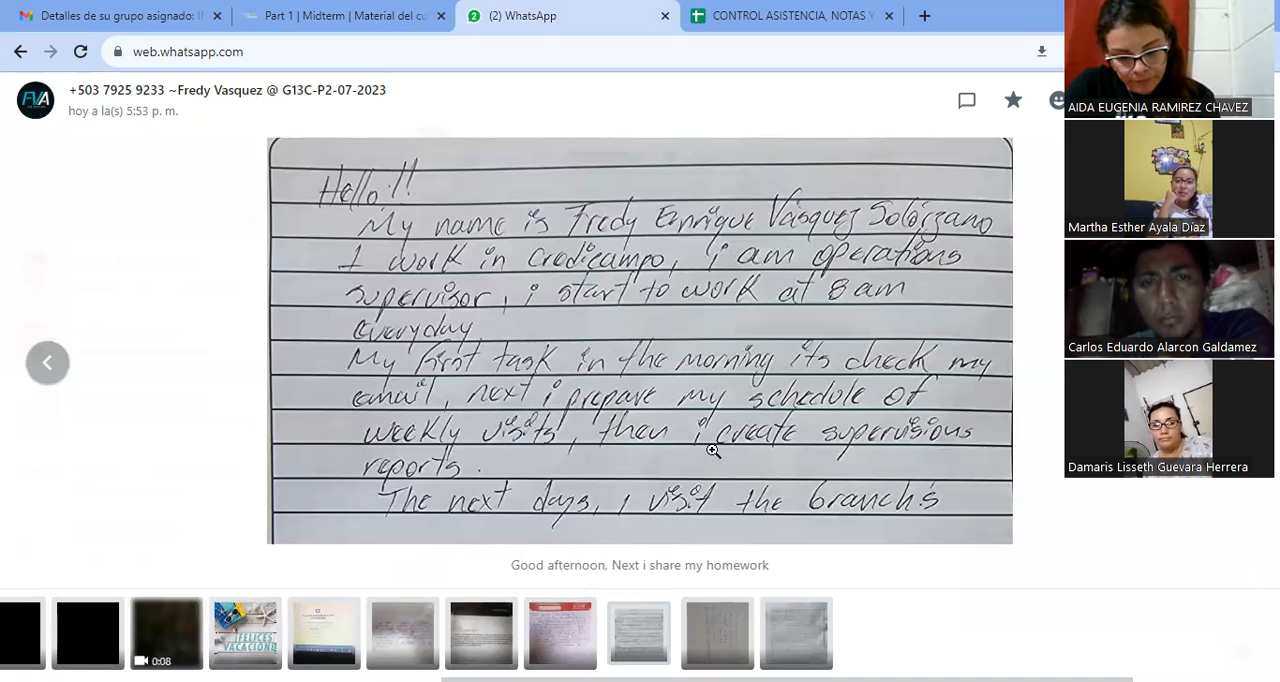 Detalles de su grupo asignado: II
Part 1 | Midterm | Material del cu
(2) WhatsApp
CONTROL ASISTENCIA, NOTAS Y
web.whatsapp.com
+503 7925 9233 ~Fredy Vasquez @ G13C-P2-07-2023
hoy a la(s) 5:53 p. m.
FVA
AIDA EUGENIA RAMIREZ CHAVEZ
Martha Esther Ayala Díaz
Carlos Eduardo Alarcon Galdamez
Damaris Lisseth Guevara Herrera
Hello!!
My name is Fredy Enrique Vásquez Solórzano
I work in credicampo, i am operations
supervisor, i start to work at 8 am
everyday
My first task in the morning its check my
email, next i prepare my schedule of
weekly visits, then i create supervisions
reports.
The next days, i visit the branch's
Good afternoon, Next i share my homework
¡FELICES
VACACION
0:08